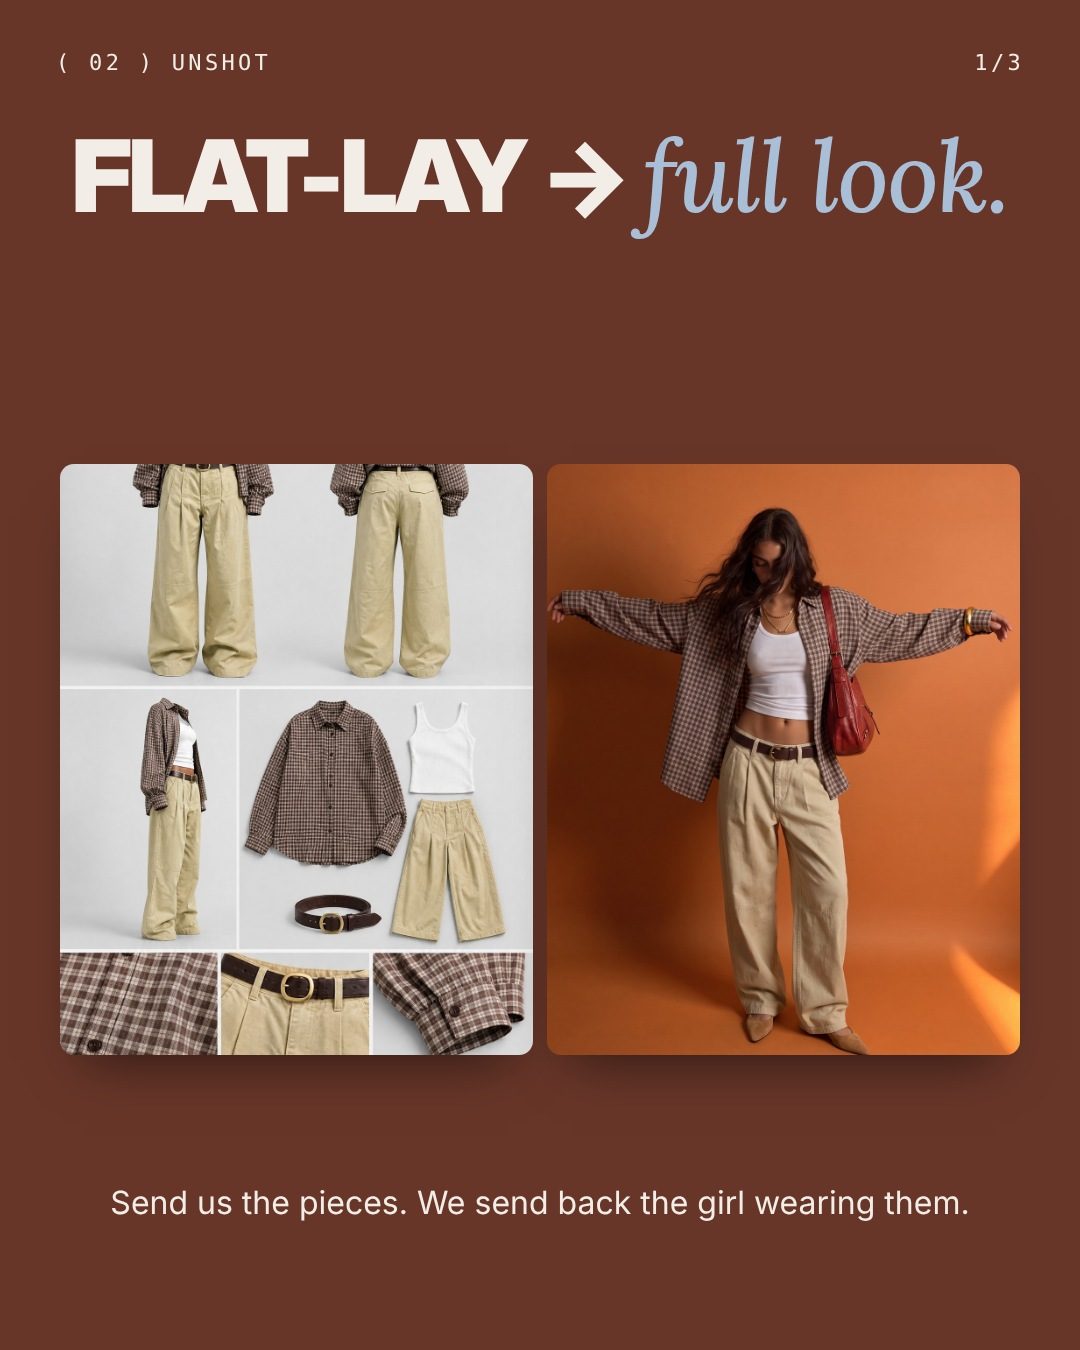 ( 02 ) UNSHOT
1/3
FLAT-LAY → full look.
Send us the pieces. We send back the girl wearing them.